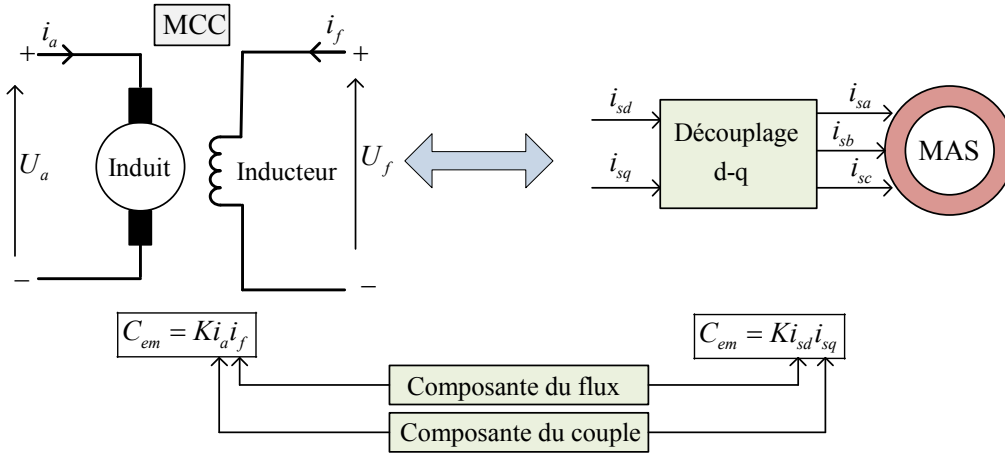 MCC
i_a
i_f
+
+
U_a
Induit
Inducteur
U_f
−
−
i_sd
i_sq
Découplage
d-q
i_sa
i_sb
i_sc
MAS
C_em = K i_a i_f
C_em = K i_sd i_sq
Composante du flux
Composante du couple